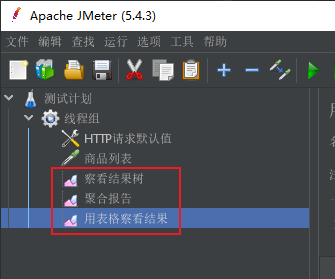 Apache JMeter (5.4.3)
文件 编辑 查找 运行 选项 工具 帮助
测试计划
线程组
HTTP请求默认值
商品列表
察看结果树
聚合报告
用表格察看结果